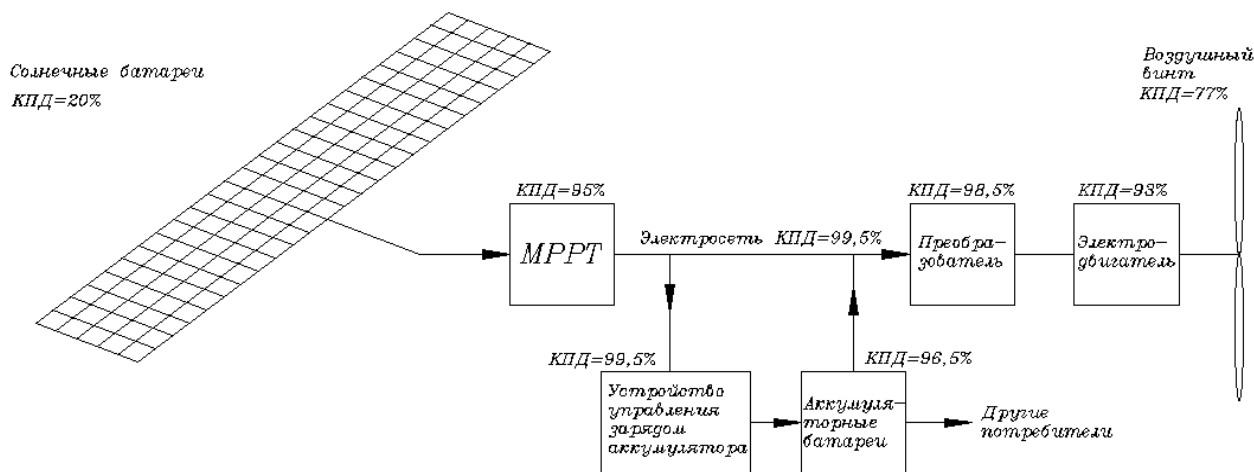 Солнечные батареи
КПД=20%
Воздушный
винт
КПД=77%
КПД=95%
MPPT
Электросеть КПД=99,5%
КПД=98,5%
Преобра-
зователь
КПД=93%
Электро-
двигатель
КПД=99,5%
Устройство
управления
зарядом
аккумулятора
КПД=96,5%
Аккумуля-
торные
батареи
Другие
потребители